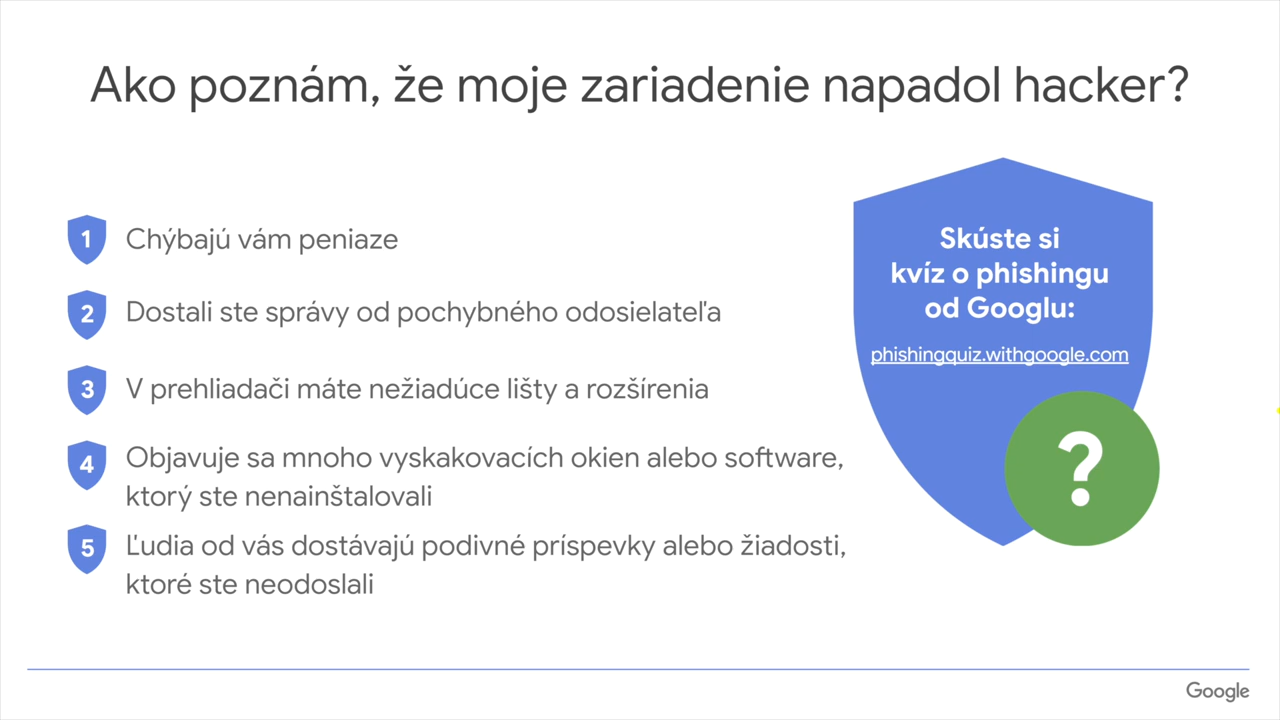 Ako poznám, že moje zariadenie napadol hacker?
1 Chýbajú vám peniaze
2 Dostali ste správy od pochybného odosielateľa
3 V prehliadači máte nežiadúce lišty a rozšírenia
4 Objavuje sa mnoho vyskakovacích okien alebo software,
ktorý ste nenainštalovali
5 Ľudia od vás dostávajú podivné príspevky alebo žiadosti,
ktoré ste neodoslali
Skúste si
kvíz o phishingu
od Googlu:
phishingquiz.withgoogle.com
?
Google